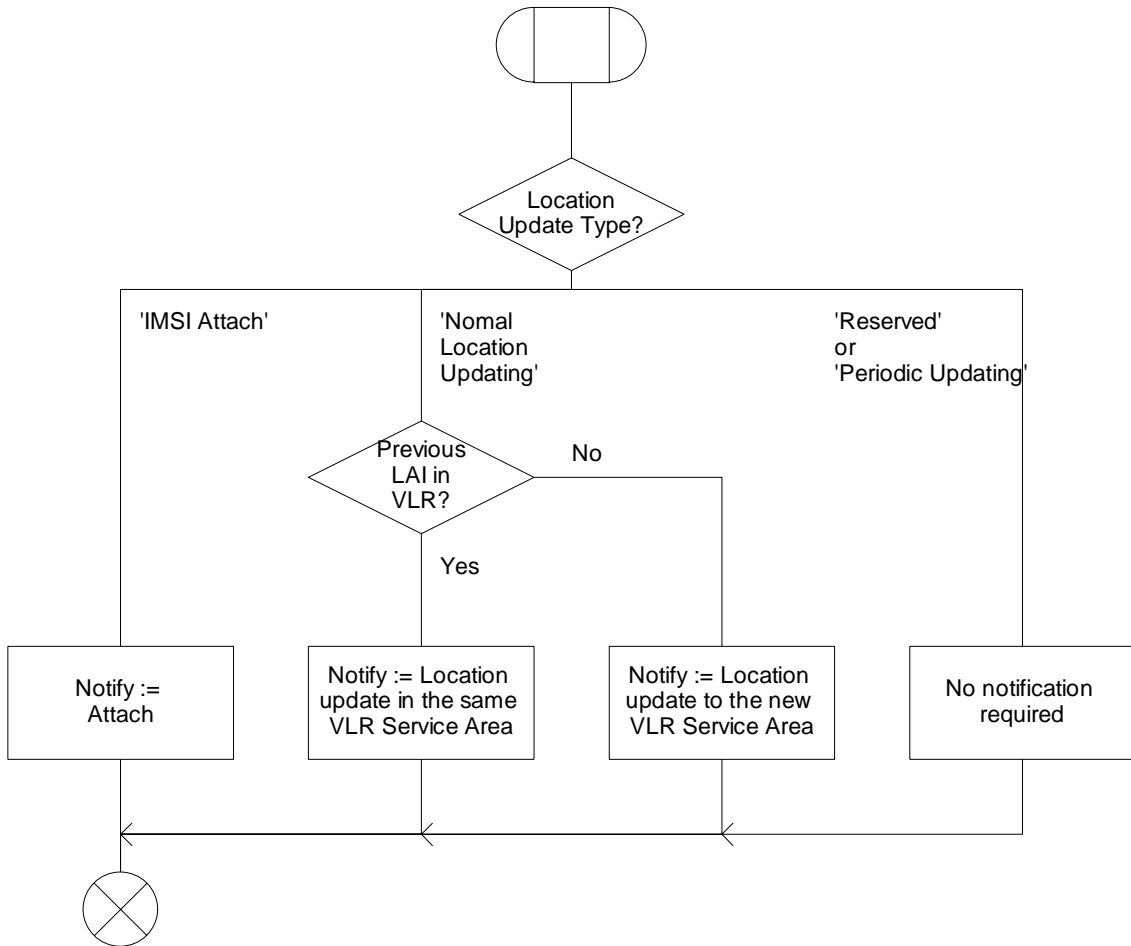 Location
Update Type?
'IMSI Attach'
'Nomal
Location
Updating'
'Reserved'
or
'Periodic Updating'
Previous
LAI in
VLR?
No
Yes
Notify :=
Attach
Notify := Location
update in the same
VLR Service Area
Notify := Location
update to the new
VLR Service Area
No notification
required